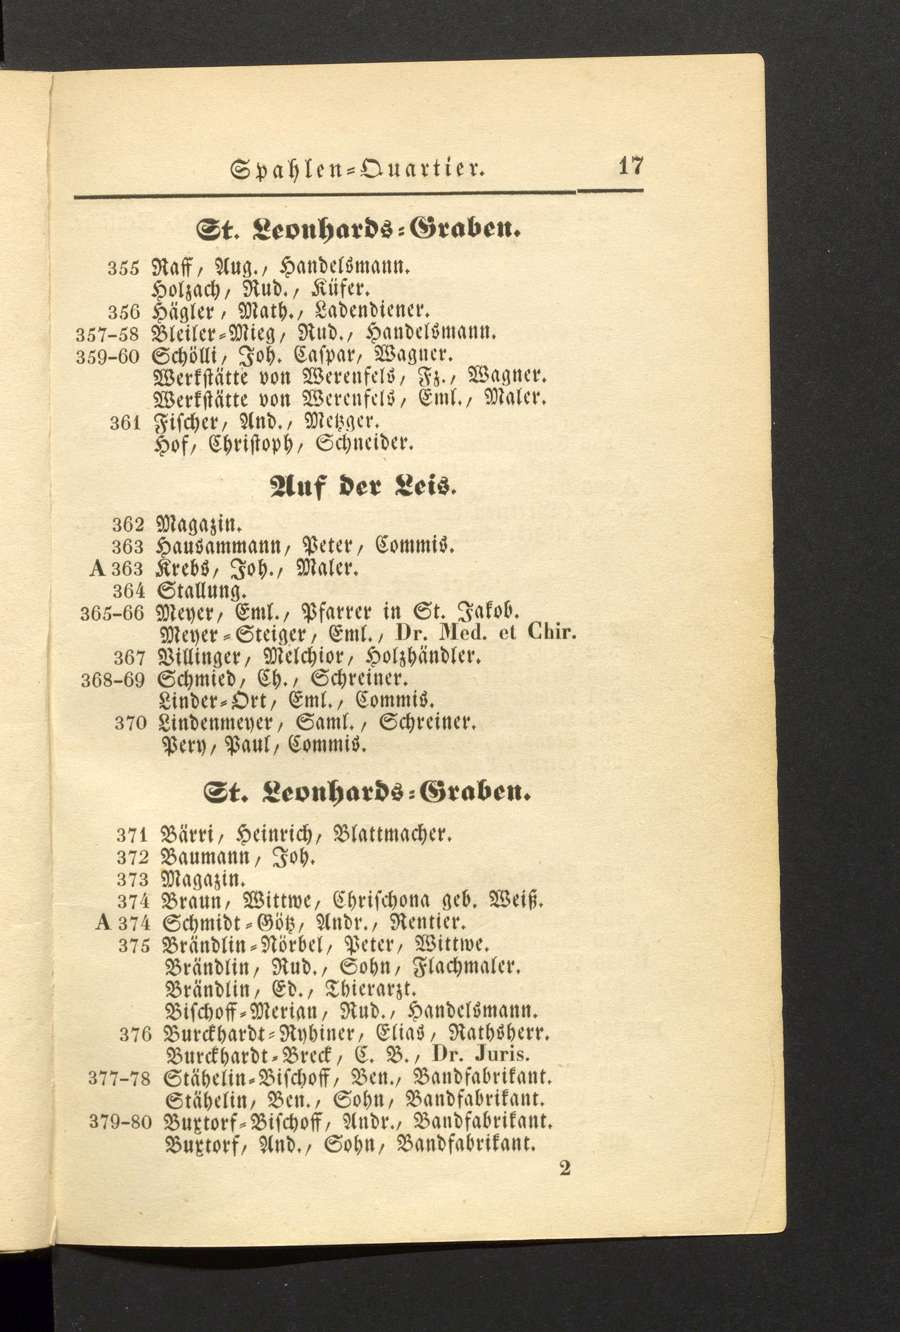 Spahlen-Quartier. 17
St. Leonhards-Graben.
355 Raff, Aug., Handelsmann.
Holzach, Rud., Küfer.
356 Hägler, Math., Ladendiener.
357-58 Bleiler-Mieg, Rud., Handelsmann.
359-60 Schölli, Joh. Caspar, Wagner.
Werkstätte von Werenfels, Fz., Wagner.
Werkstätte von Werenfels, Eml., Maler.
361 Fischer, And., Metzger.
Hof, Christoph, Schneider.
Auf der Leis.
362 Magazin.
363 Hausammann, Peter, Commis.
A 363 Krebs, Joh., Maler.
364 Stallung.
365-66 Meyer, Eml., Pfarrer in St. Jakob.
Meyer-Steiger, Eml., Dr. Med. et Chir.
367 Villinger, Melchior, Holzhändler.
368-69 Schmied, Ch., Schreiner.
Linder-Ort, Eml., Commis.
370 Lindenmeyer, Saml., Schreiner.
Pery, Paul, Commis.
St. Leonhards-Graben.
371 Bärri, Heinrich, Blattmacher.
372 Baumann, Joh.
373 Magazin.
374 Braun, Wittwe, Chrischona geb. Weiß.
A 374 Schmidt-Götz, Andr., Rentier.
375 Brändlin-Nörbel, Peter, Wittwe.
Brändlin, Rud., Sohn, Flachmaler.
Brändlin, Ed., Thierarzt.
Bischoff-Merian, Rud., Handelsmann.
376 Burckhardt-Ryhiner, Elias, Rathsherr.
Burckhardt-Breck, C. B., Dr. Juris.
377-78 Stähelin-Bischoff, Ben., Bandfabrikant.
Stähelin, Ben., Sohn, Bandfabrikant.
379-80 Buxtorf-Bischoff, Andr., Bandfabrikant.
Buxtorf, And., Sohn, Bandfabrikant.
2